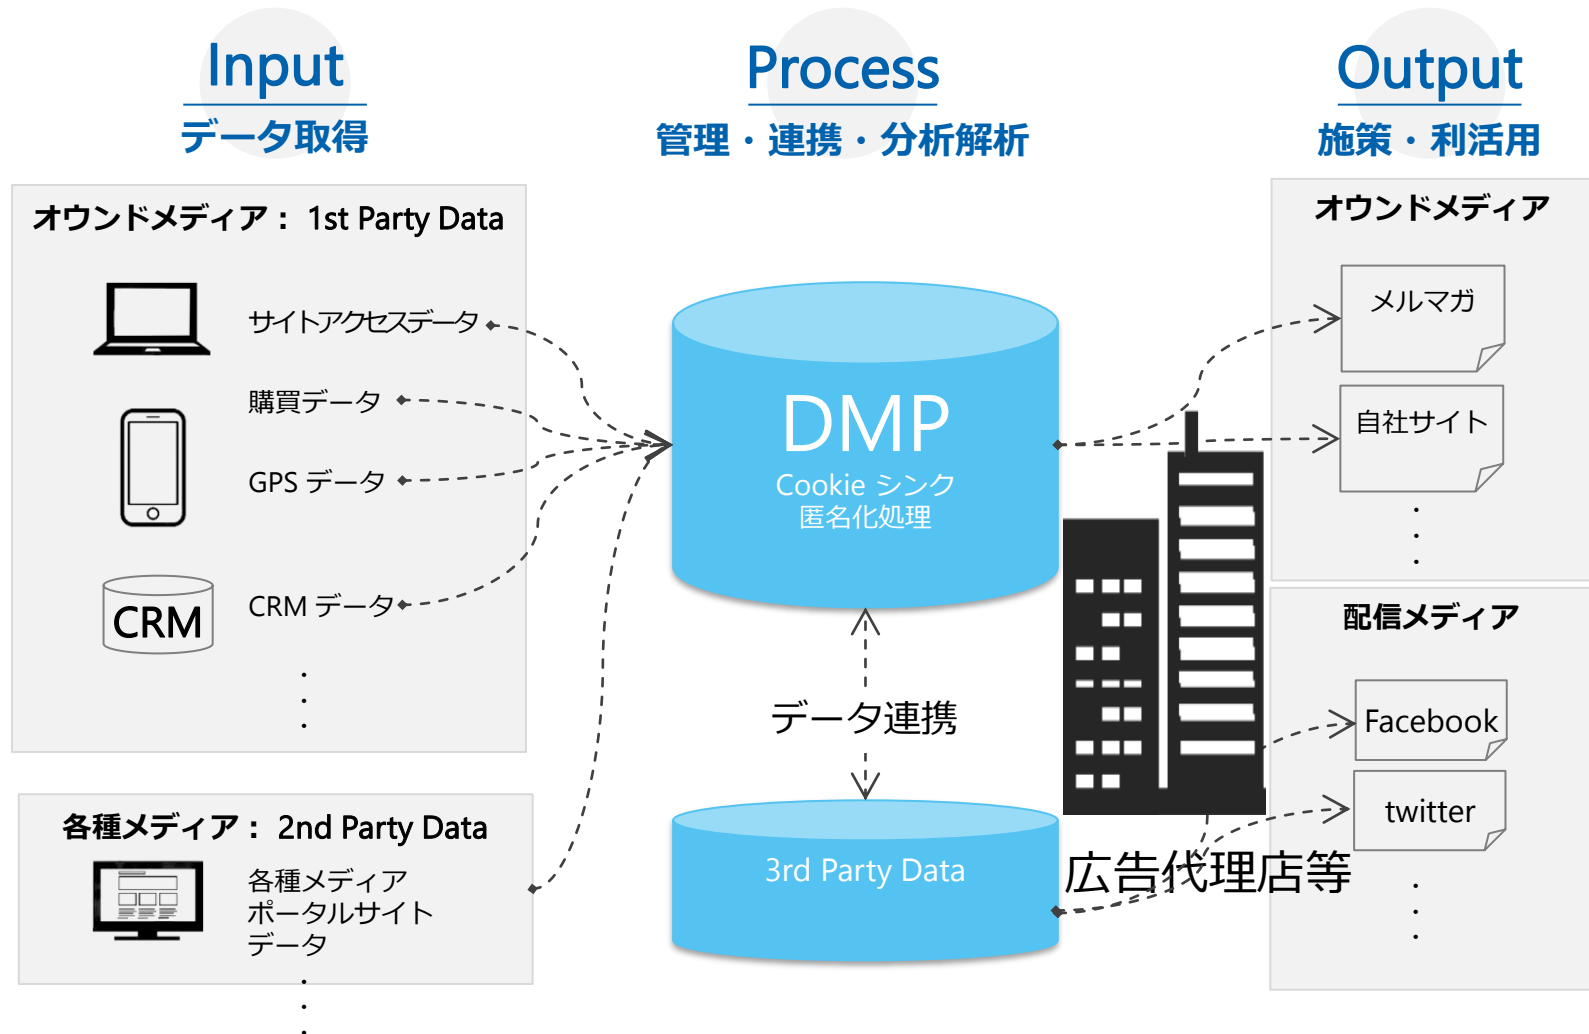 Input
データ取得
オウンドメディア： 1st Party Data
サイトアクセスデータ
購買データ
GPS データ
CRM
CRM データ
・
・
・
各種メディア： 2nd Party Data
各種メディア
ポータルサイト
データ
・
・
・
Process
管理・連携・分析解析
DMP
Cookie シンク
匿名化処理
データ連携
3rd Party Data
広告代理店等
Output
施策・利活用
オウンドメディア
メルマガ
自社サイト
・
・
・
配信メディア
Facebook
twitter
・
・
・